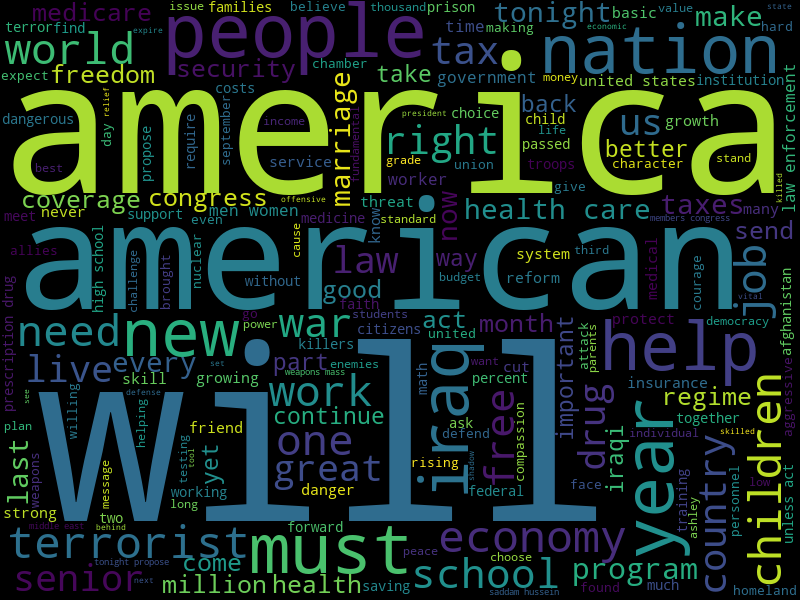 medicare
issue
families
believe
thousand
prison
tonight
basic
value
state
terror
find
expire
people
time
making
economic
make
hard
world
security
chamber
tax
nation
expect
freedom
costs
take
government
money
united states
institution
america
dangerous
day
relief
propose
require
september
income
fundamental
marriage
president
choice
back
child
us
growth
law enforcement
right
life
passed
better
best
service
grade
union
troops
character
stand
coverage
congress
worker
give
killed
meet
never
support
even
men women
offensive
medicine
threat
standard
know
now
health care
members congress
taxes
many
send
american
allies
high school
challenge
brought
nuclear
without
cause
law
way
system
third
medical
courage
job
good
budget
reform
vital
prescription drug
need
new
go
faith
students
power
citizens
war
united
act
month
important
protect
democracy
afghanistan
killers
attack
parents
help
live
every
set
part
enemies
want
cut
skill
growing
weapons mass
math
percent
insurance
aggressive
see
willing
defense
helping
work
iraq
free
drug
regime
together
will
plan
friend
continue
ask
compassion
iraqi
individual
skilled
last
weapons
message
testing
tool
yet
one
great
defend
shadow
year
country
children
rising
face
low
strong
working
danger
federal
training
personnel
two
long
ashley
unless act
middle east
behind
forward
terrorist
must
economy
peace
choose
tonight propose
come
school
program
much
senior
next
million
health
saving
saddam hussein
found
homeland